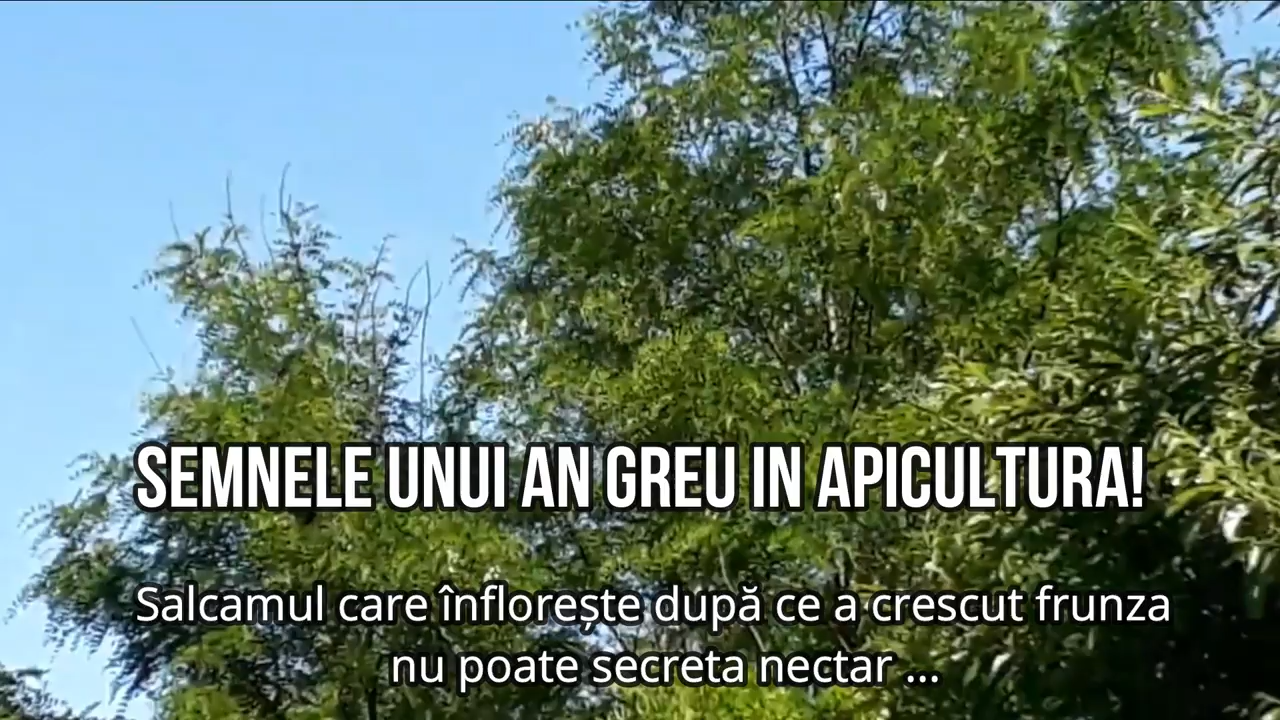 SEMNELE UNUI AN GREU IN APICULTURA!
Salcamul care înflorește după ce a crescut frunza
nu poate secreta nectar ...